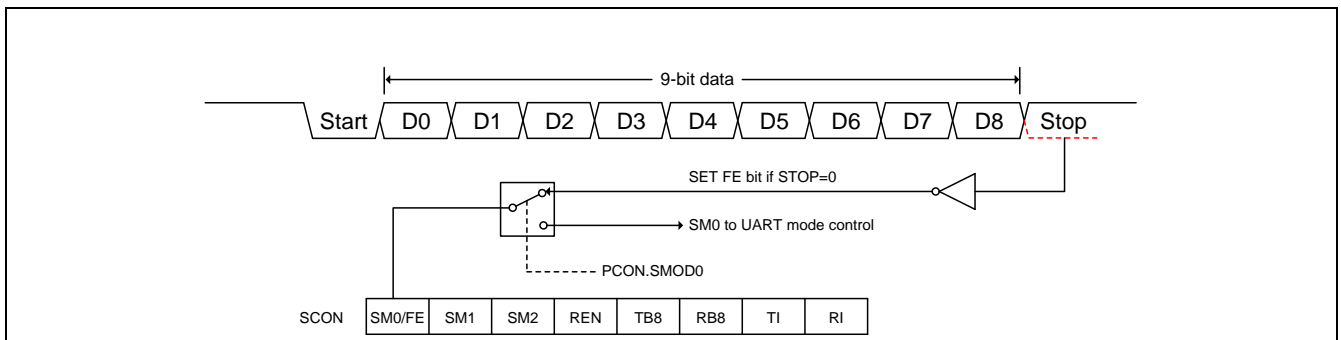 9-bit data
Start D0 D1 D2 D3 D4 D5 D6 D7 D8 Stop
SET FE bit if STOP=0
SM0 to UART mode control
PCON.SMOD0
SCON SM0/FE SM1 SM2 REN TB8 RB8 TI RI